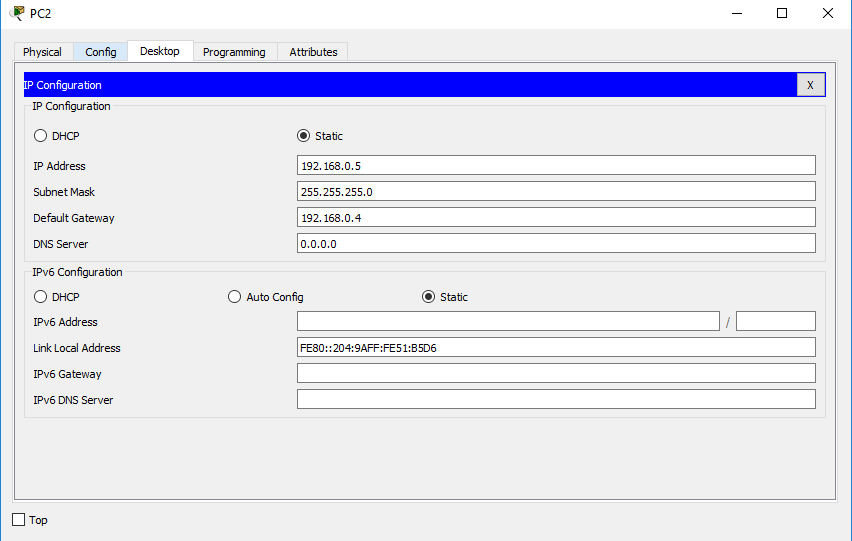 PC2
Physical Config Desktop Programming Attributes
IP Configuration X
IP Configuration
DHCP Static
IP Address 192.168.0.5
Subnet Mask 255.255.255.0
Default Gateway 192.168.0.4
DNS Server 0.0.0.0
IPv6 Configuration
DHCP Auto Config Static
IPv6 Address /
Link Local Address FE80::204:9AFF:FE51:B5D6
IPv6 Gateway
IPv6 DNS Server
Top